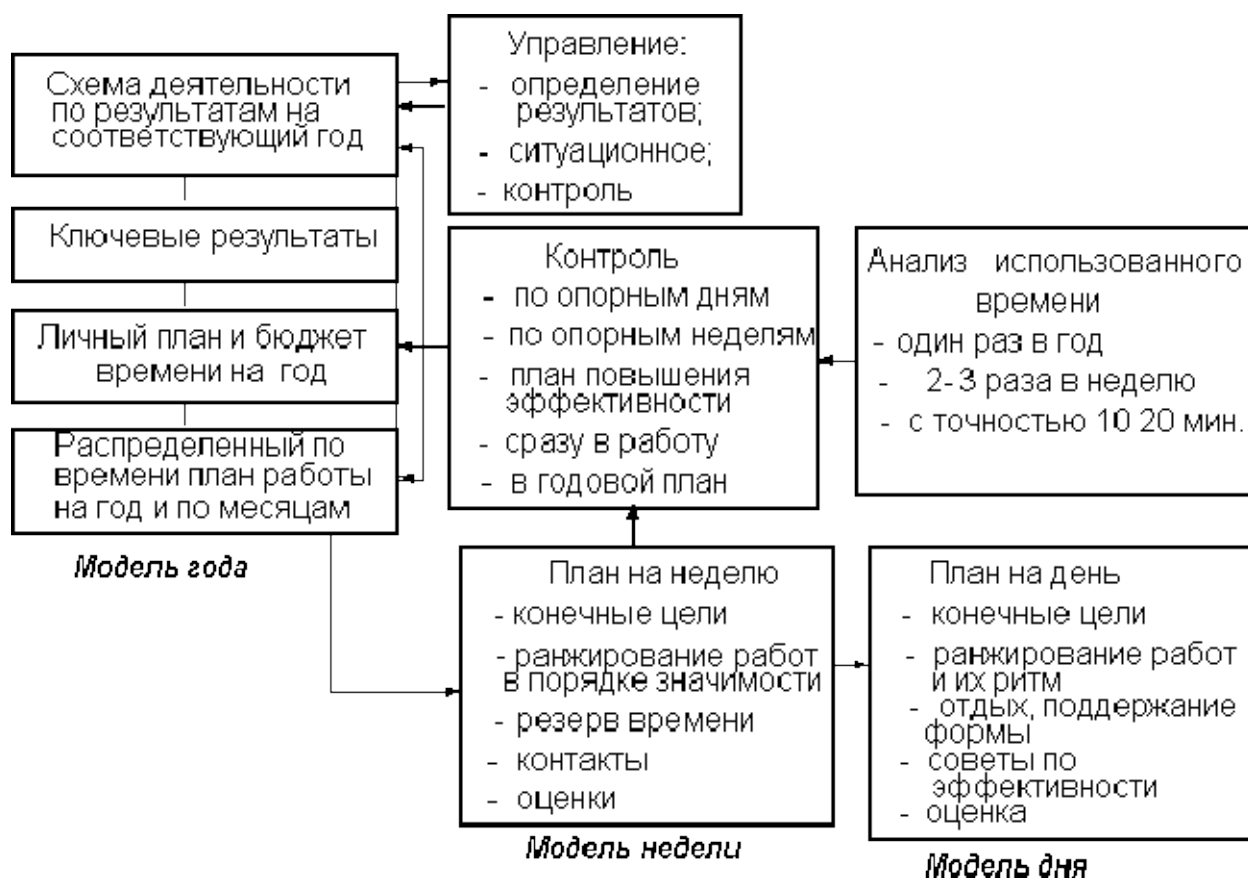 Схема деятельности
по результатам на
соответствующий год
Ключевые результаты
Личный план и бюджет
времени на год
Распределенный по
времени план работы
на год и по месяцам
Модель года
Управление:
- определение
результатов;
- ситуационное;
- контроль
Контроль
- по опорным дням
- по опорным неделям
- план повышения
эффективности
- сразу в работу
- в годовой план
Анализ использованного
времени
- один раз в год
- 2-3 раза в неделю
- с точностью 10 20 мин.
План на неделю
- конечные цели
- ранжирование работ
в порядке значимости
- резерв времени
- контакты
- оценки
Модель недели
План на день
- конечные цели
- ранжирование работ
и их ритм
- отдых, поддержание
формы
- советы по
эффективности
- оценка
Модель дня